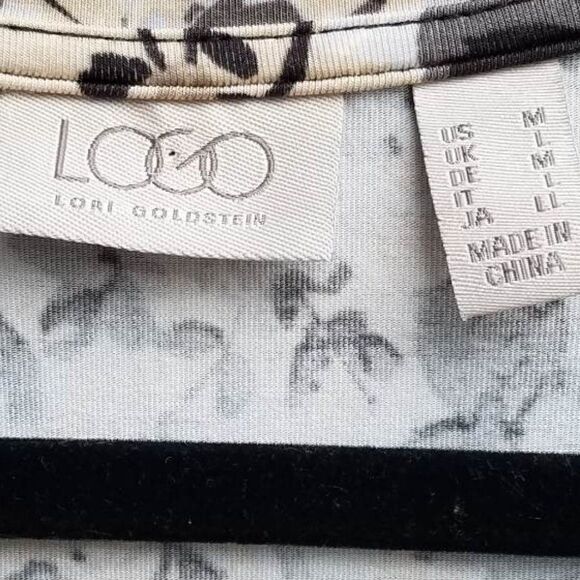 LOGO
LORI GOLDSTEIN
US M
UK L
DE M
IT L
JA LL
MADE IN
CHINA